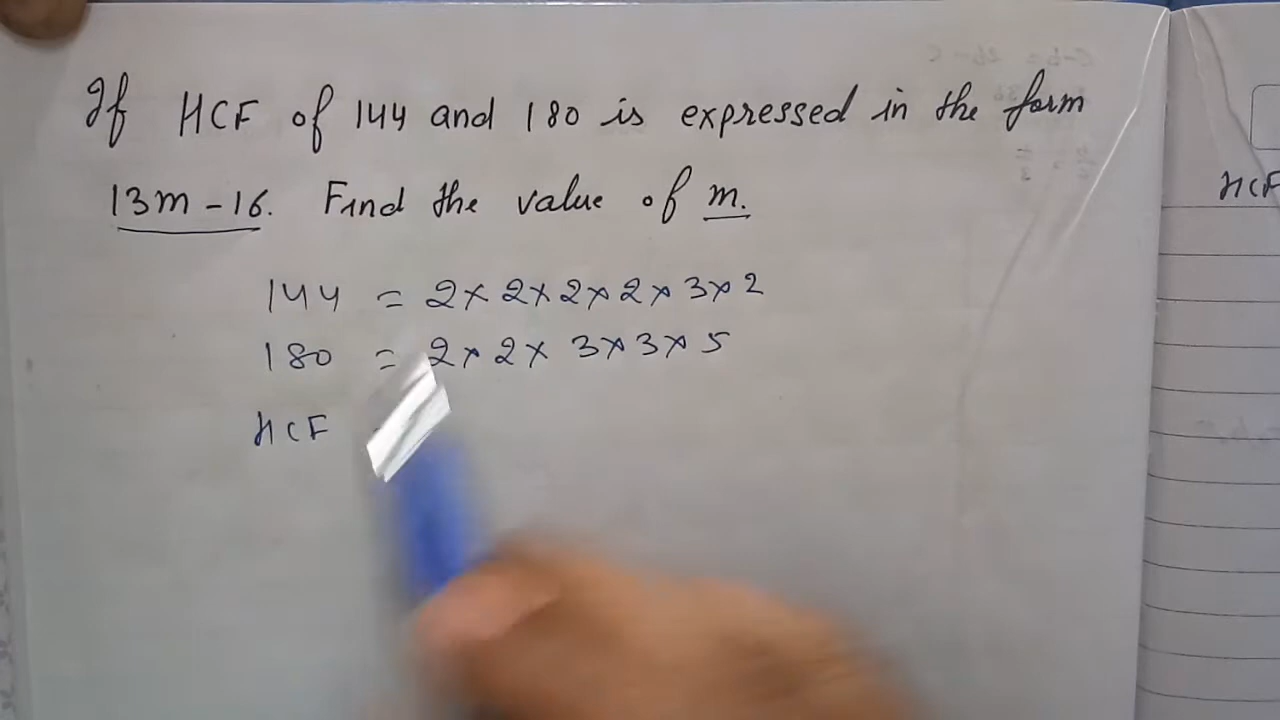 If HCF of 144 and 180 is expressed in the form
13m - 16. Find the value of m.
144 = 2 × 2 × 2 × 2 × 3 × 2
180 = 2 × 2 × 3 × 3 × 5
HCF
HCF